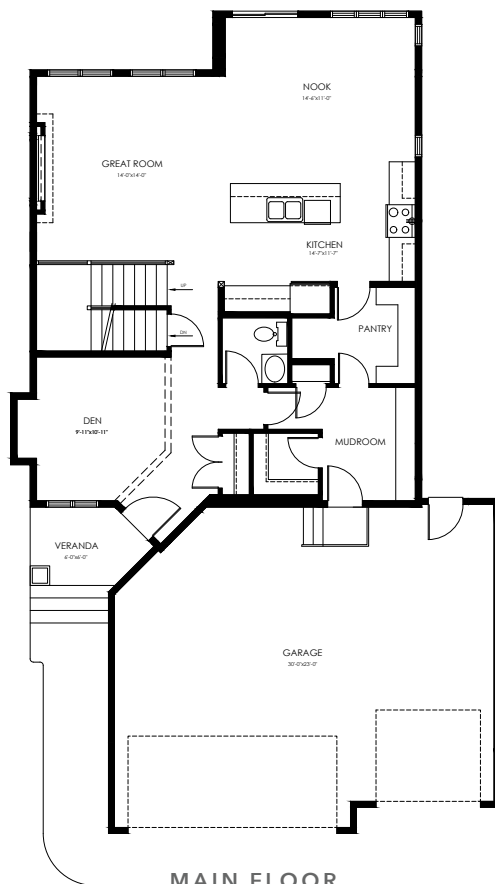 NOOK
14'-6"x11'-0"
GREAT ROOM
14'-0"x14'-0"
KITCHEN
14'-7"x11'-7"
UP
PANTRY
DN
DEN
9'-11"x10'-11"
MUDROOM
VERANDA
6'-0"x6'-0"
GARAGE
30'-0"x23'-0"
MAIN FLOOR